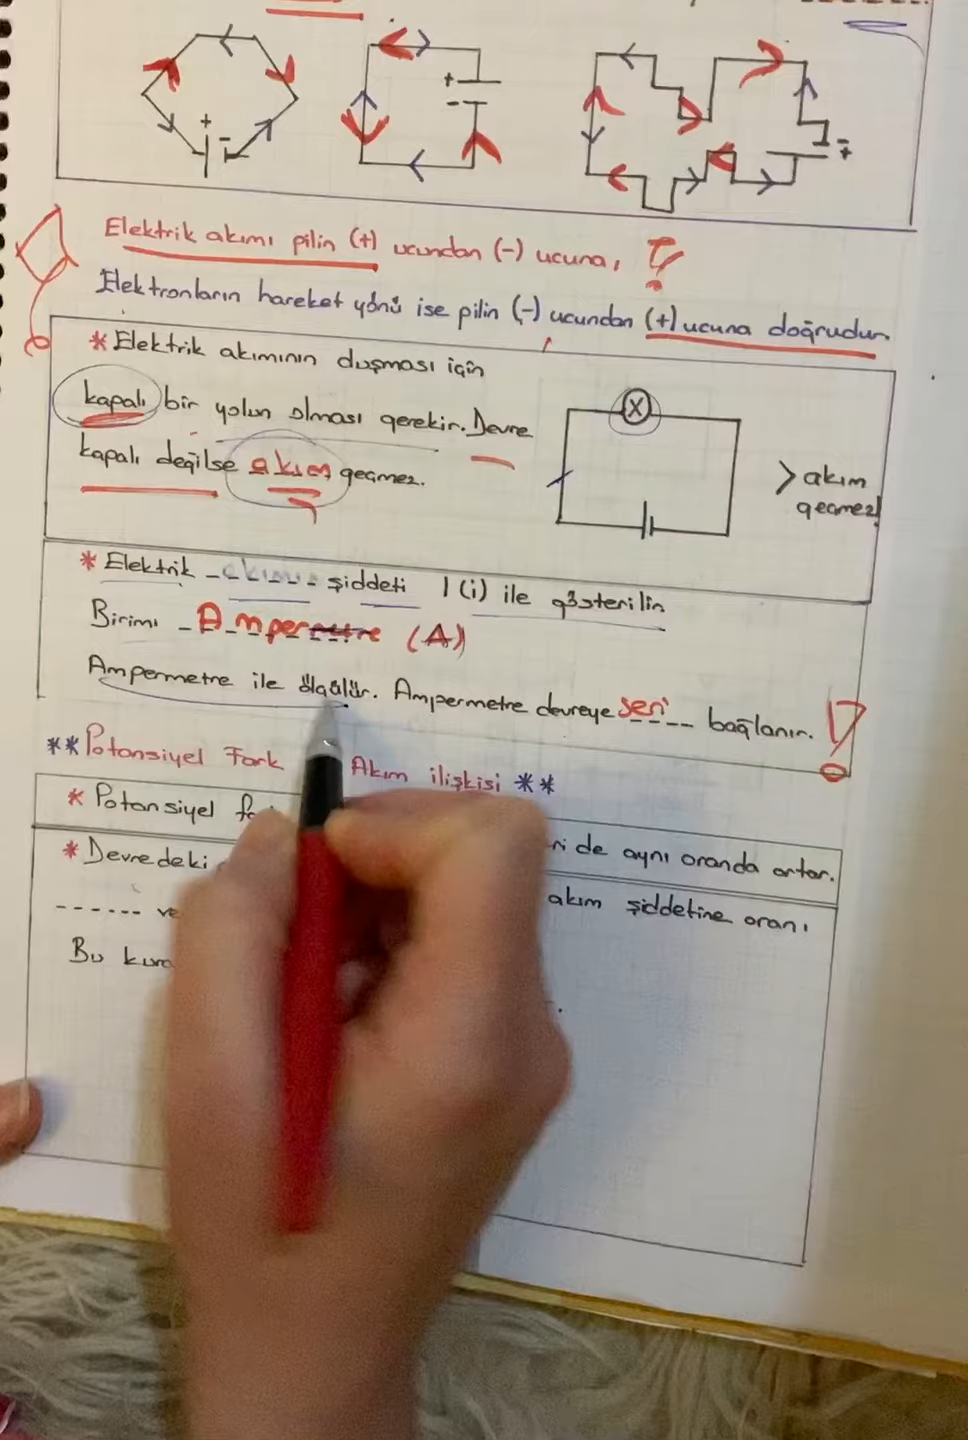 + -
+
-
Elektrik akımı pilin (+) ucundan (-) ucuna,
Elektronların hareket yönü ise pilin (-) ucundan (+) ucuna doğrudur.
* Elektrik akımının duşması için
kapalı bir yolun olması gerekir. Devre
kapalı değilse akım geçmez.
X
> akım
geçmez!
* Elektrik akımı şiddeti I (i) ile gösterilir
Birimi Amper (A)
Ampermetre ile ölçülür. Ampermetre devreye seri bağlanır.
** Potansiyel Fark Akım ilişkisi **
* Potansiyel de aynı oranda artar.
* Devredeki
ve akım şiddetine oranı
Bu